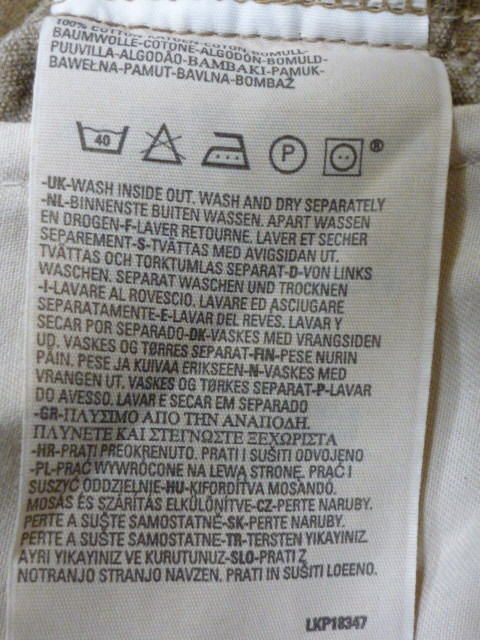 100% COTTON-KATOEN-COTON-BOMULL-
BAUMWOLLE-COTONE-ALGODÓN-BOMULD-
PUUVILLA-ALGODÃO-ΒΑΜΒΑΚΙ-PAMUK-
BAWEŁNA-PAMUT-BAVLNA-BOMBAŽ
40 P ®
-UK-WASH INSIDE OUT. WASH AND DRY SEPARATELY
-NL-BINNENSTE BUITEN WASSEN. APART WASSEN
EN DROGEN-F-LAVER RETOURNE. LAVER ET SECHER
SEPAREMENT-S-TVÄTTAS MED AVIGSIDAN UT.
TVÄTTAS OCH TORKTUMLAS SEPARAT-D-VON LINKS
WASCHEN. SEPARAT WASCHEN UND TROCKNEN
-I-LAVARE AL ROVESCIO. LAVARE ED ASCIUGARE
SEPARATAMENTE-E-LAVAR DEL REVÉS. LAVAR Y
SECAR POR SEPARADO-DK-VASKES MED VRANGSIDEN
UD. VASKES OG TØRRES SEPARAT-FIN-PESE NURIN
PÄIN. PESE JA KUIVAA ERIKSEEN-N-VASKES MED
VRANGEN UT. VASKES OG TØRKES SEPARAT-P-LAVAR
DO AVESSO. LAVAR E SECAR EM SEPARADO
-GR-ΠΛΥΣΙΜΟ ΑΠΟ ΤΗΝ ΑΝΑΠΟΔΗ.
ΠΛΥΝΕΤΕ ΚΑΙ ΣΤΕΓΝΩΣΤΕ ΞΕΧΩΡΙΣΤΑ
-HR-PRATI PREOKRENUTO. PRATI I SUŠITI ODVOJENO
-PL-PRAĆ WYWRÓCONE NA LEWĄ STRONĘ. PRAĆ I
SUSZYĆ ODDZIELNIE-HU-KIFORDÍTVA MOSANDÓ.
MOSÁS ÉS SZÁRÍTÁS ELKÜLÖNÍTVE-CZ-PERTE NARUBY.
PERTE A SUŠTE SAMOSTATNĚ-SK-PERTE NARUBY.
PERTE A SUŠTE SAMOSTATNE-TR-TERSTEN YIKAYINIZ.
AYRI YIKAYINIZ VE KURUTUNUZ-SLO-PRATI Z
NOTRANJO STRANJO NAVZEN. PRATI IN SUŠITI LOEENO.
LKP18347